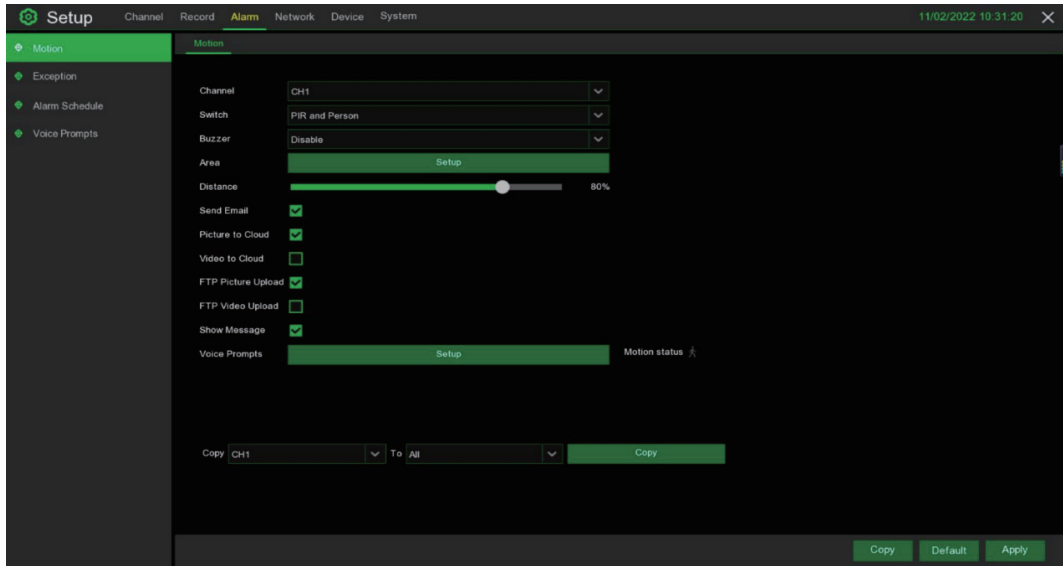 Setup Channel Record Alarm Network Device System 11/02/2022 10:31:20
Motion
Exception
Alarm Schedule
Voice Prompts
Motion
Channel CH1
Switch PIR and Person
Buzzer Disable
Area Setup
Distance 80%
Send Email
Picture to Cloud
Video to Cloud
FTP Picture Upload
FTP Video Upload
Show Message
Voice Prompts Setup Motion status
Copy CH1 To All Copy
Copy Default Apply